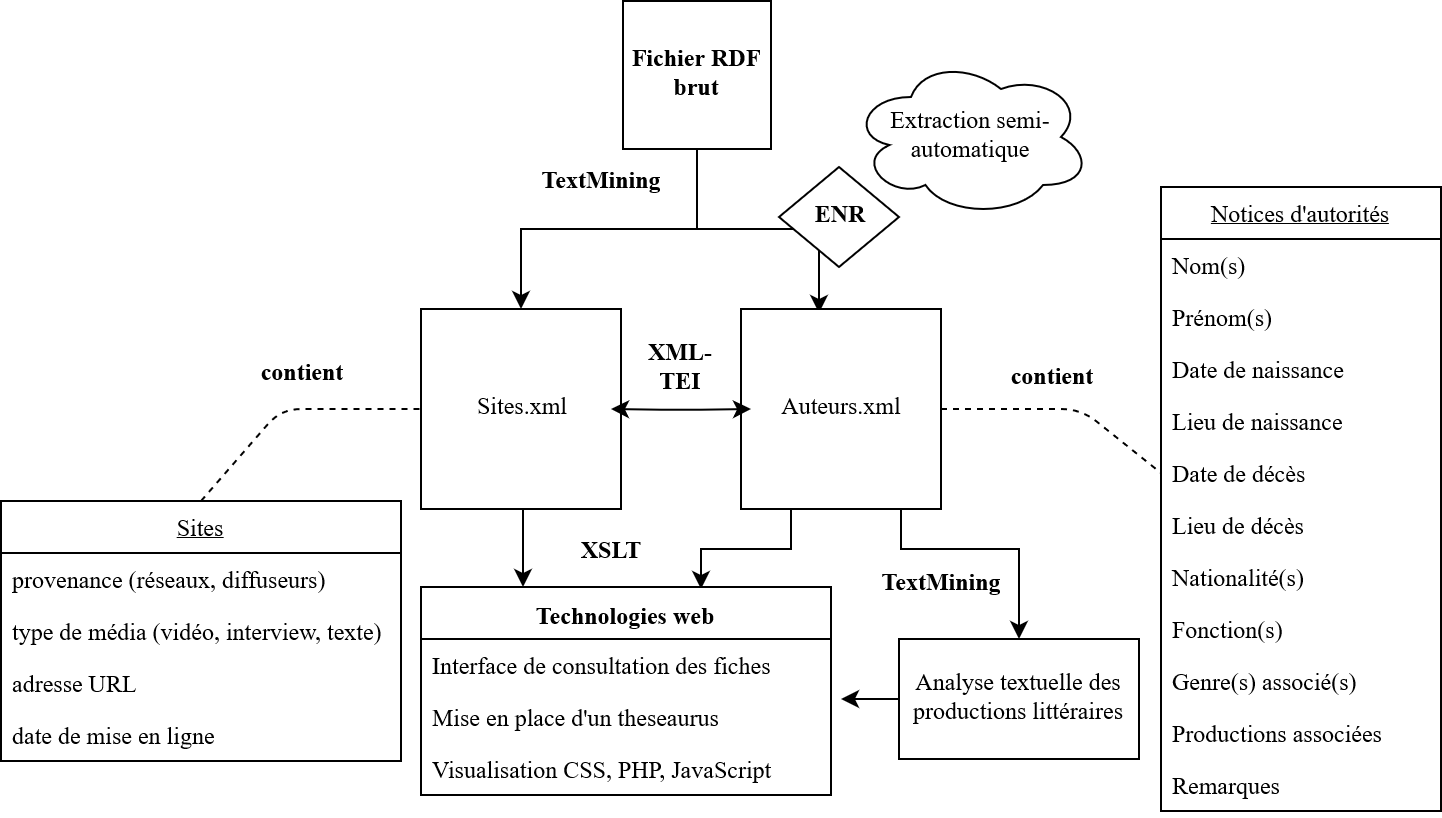 Fichier RDF
brut
Extraction semi-
automatique
TextMining
ENR
Notices d'autorités
Nom(s)
Prénom(s)
Date de naissance
Lieu de naissance
Date de décès
Lieu de décès
Nationalité(s)
Fonction(s)
Genre(s) associé(s)
Productions associées
Remarques
contient
XML-
TEI
contient
Sites.xml
Auteurs.xml
Sites
provenance (réseaux, diffuseurs)
type de média (vidéo, interview, texte)
adresse URL
date de mise en ligne
XSLT
TextMining
Technologies web
Interface de consultation des fiches
Mise en place d'un theseaurus
Visualisation CSS, PHP, JavaScript
Analyse textuelle des
productions littéraires